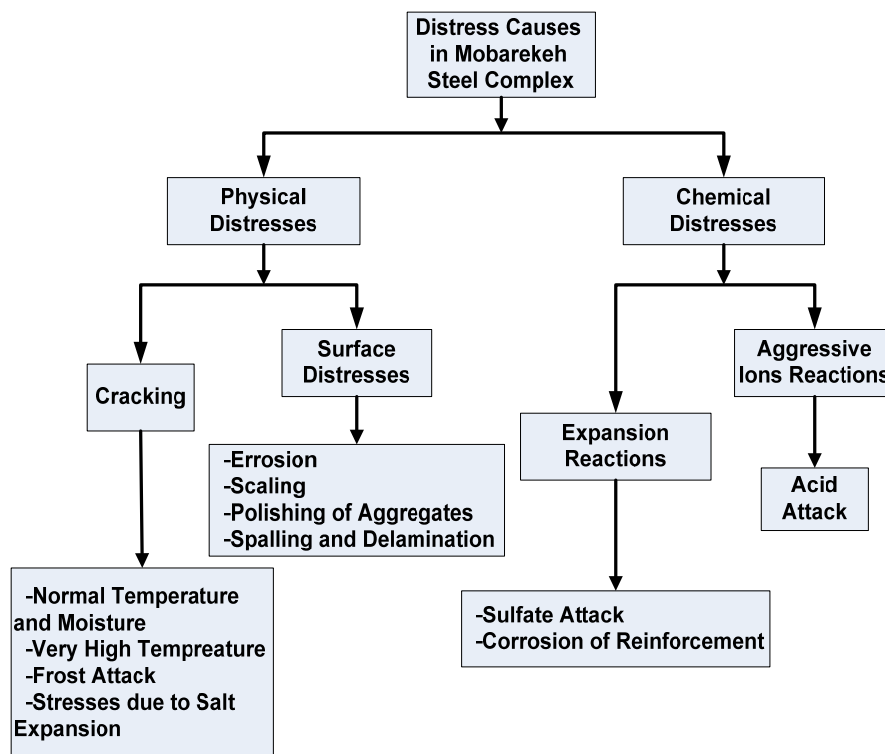 Distress Causes
in Mobarekeh
Steel Complex
Physical
Distresses
Chemical
Distresses
Cracking
Surface
Distresses
Expansion
Reactions
Aggressive
Ions Reactions
-Errosion
-Scaling
-Polishing of Aggregates
-Spalling and Delamination
Acid
Attack
-Normal Temperature
and Moisture
-Very High Tempreature
-Frost Attack
-Stresses due to Salt
Expansion
-Sulfate Attack
-Corrosion of Reinforcement